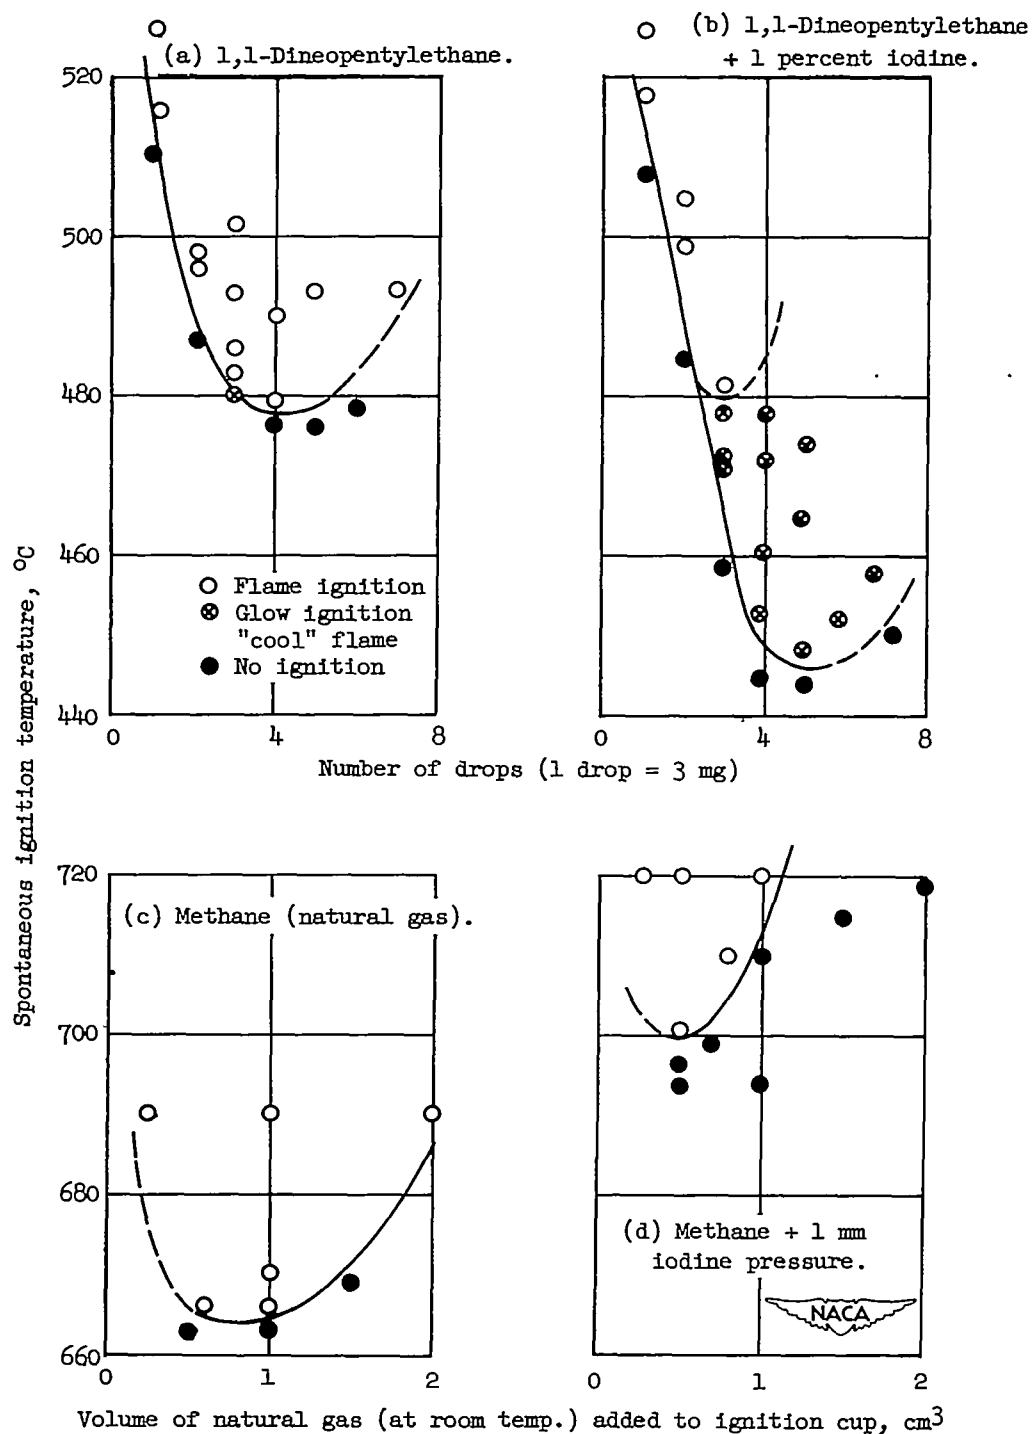 (a) 1,1-Dineopentylethane.
(b) 1,1-Dineopentylethane
+ 1 percent iodine.
520
500
480
460
440
Flame ignition
Glow ignition
"cool" flame
No ignition
0 4 8
0 4 8
Number of drops (1 drop = 3 mg)
Spontaneous ignition temperature, °C
720
700
680
660
(c) Methane (natural gas).
(d) Methane + 1 mm
iodine pressure.
NACA
0 1 2
0 1 2
Volume of natural gas (at room temp.) added to ignition cup, cm3